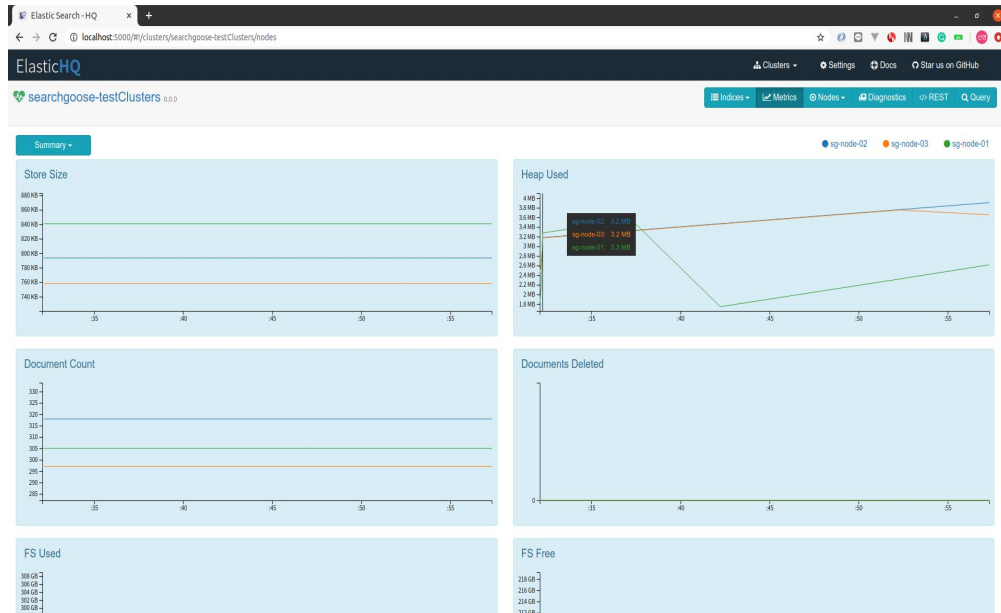 Elastic Search - HQ
localhost:5000/#!/clusters/searchgoose-testClusters/nodes
ElasticHQ
Clusters
Settings
Docs
Star us on GitHub
searchgoose-testClusters 0.0.0
Indices
Metrics
Nodes
Diagnostics
</> REST
Query
Summary
sg-node-02
sg-node-03
sg-node-01
Store Size
880 KB
860 KB
840 KB
820 KB
800 KB
780 KB
760 KB
740 KB
:35
:40
:45
:50
:55
Heap Used
4 MB
3.8 MB
3.6 MB
3.4 MB
3.2 MB
3 MB
2.8 MB
2.6 MB
2.4 MB
2.2 MB
2 MB
1.8 MB
sg-node-02: 3.2 MB
sg-node-03: 3.2 MB
sg-node-01: 3.3 MB
:35
:40
:45
:50
:55
Document Count
330
325
320
315
310
305
300
295
290
285
:35
:40
:45
:50
:55
Documents Deleted
0
:35
:40
:45
:50
:55
FS Used
308 GB
306 GB
304 GB
302 GB
300 GB
FS Free
218 GB
216 GB
214 GB
212 GB